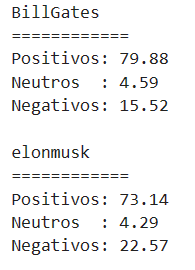 BillGates
============
Positivos: 79.88
Neutros  : 4.59
Negativos: 15.52

elonmusk
============
Positivos: 73.14
Neutros  : 4.29
Negativos: 22.57